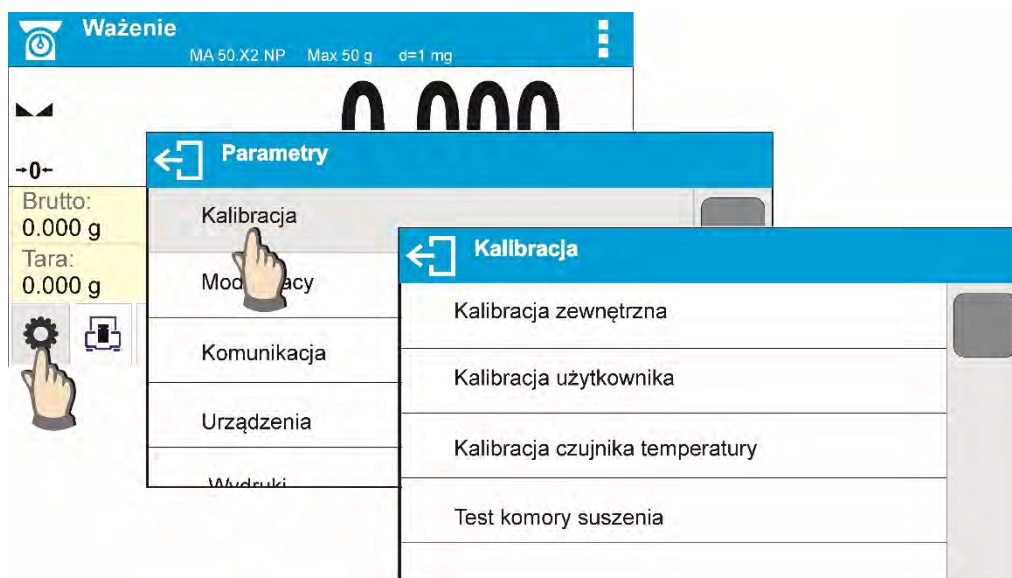 Ważenie
MA 50.X2.NP Max 50 g d=1 mg
0.000
→0←
Brutto:
0.000 g
Tara:
0.000 g
Parametry
Kalibracja
Komunikacja
Urządzenia
Wydruki
Kalibracja
Kalibracja zewnętrzna
Kalibracja użytkownika
Kalibracja czujnika temperatury
Test komory suszenia